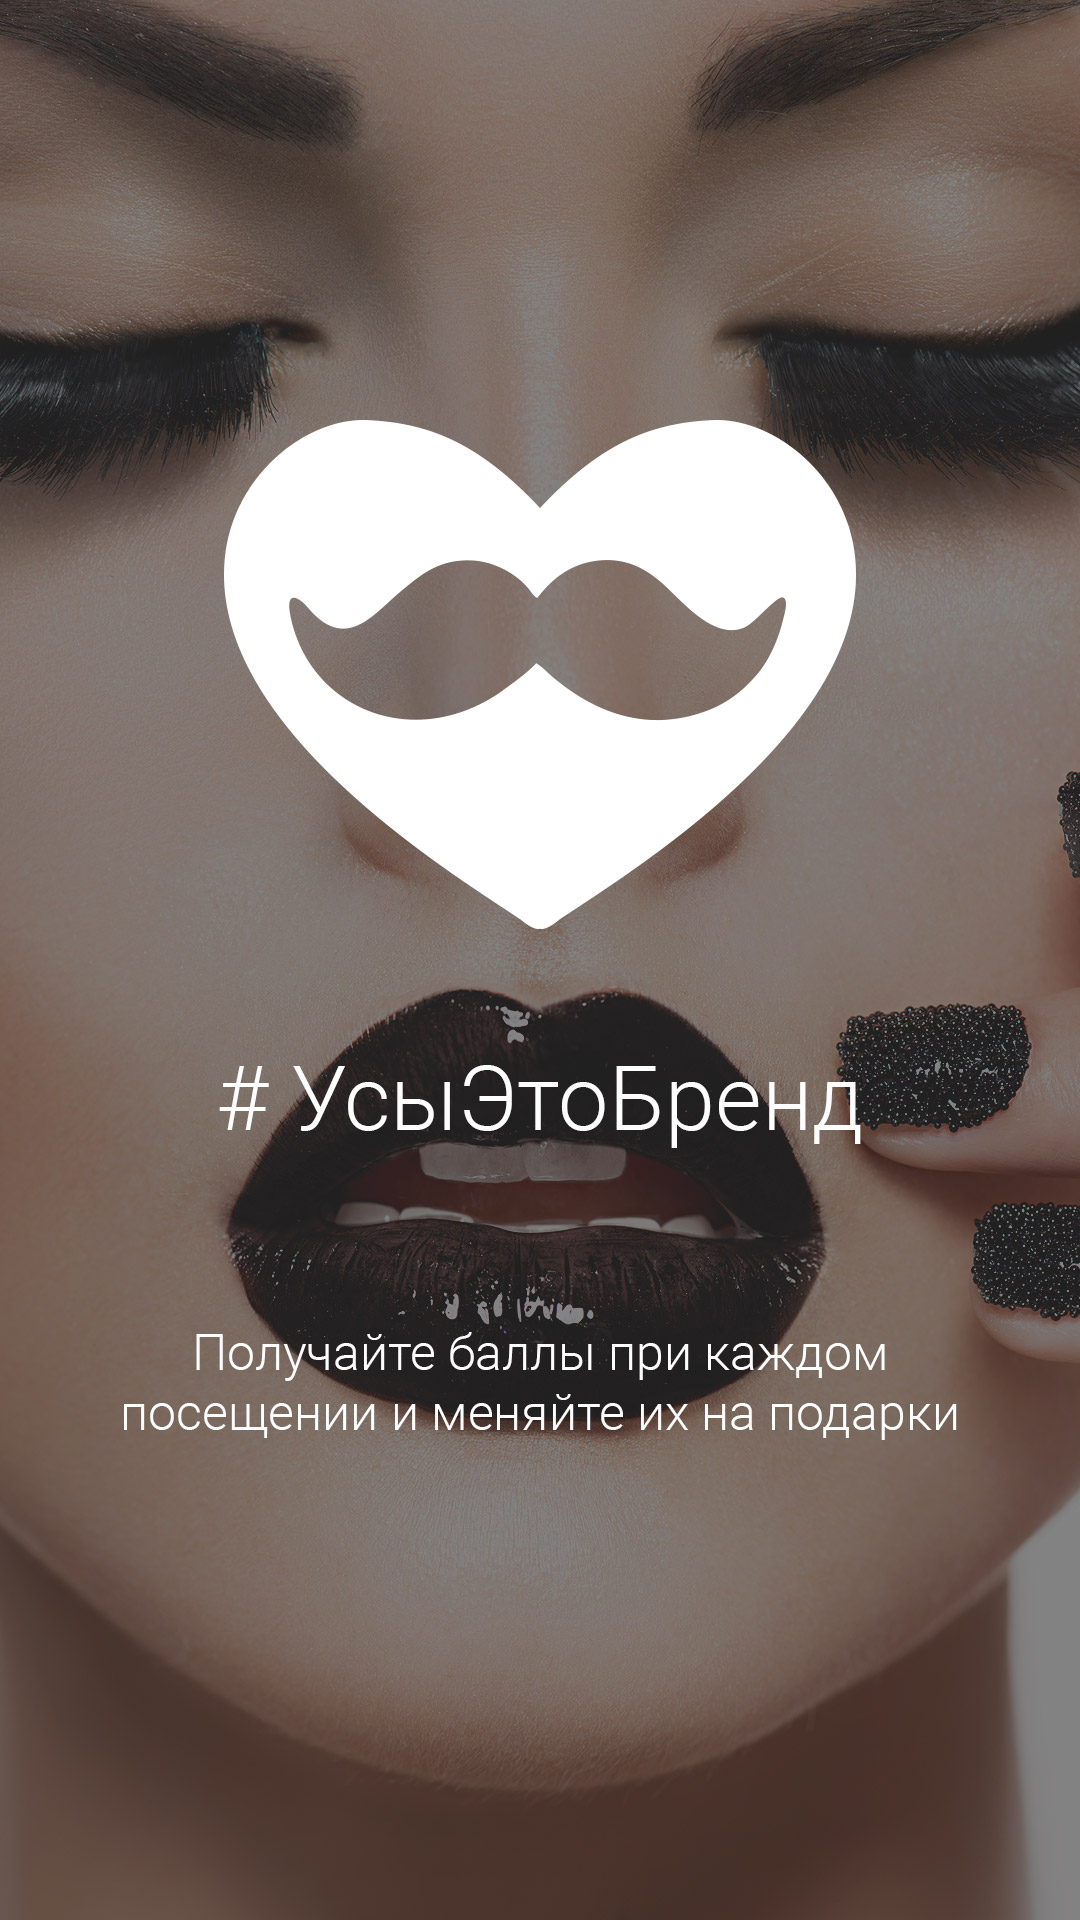 # УсыЭтоБренд
Получайте баллы при каждом
посещении и меняйте их на подарки